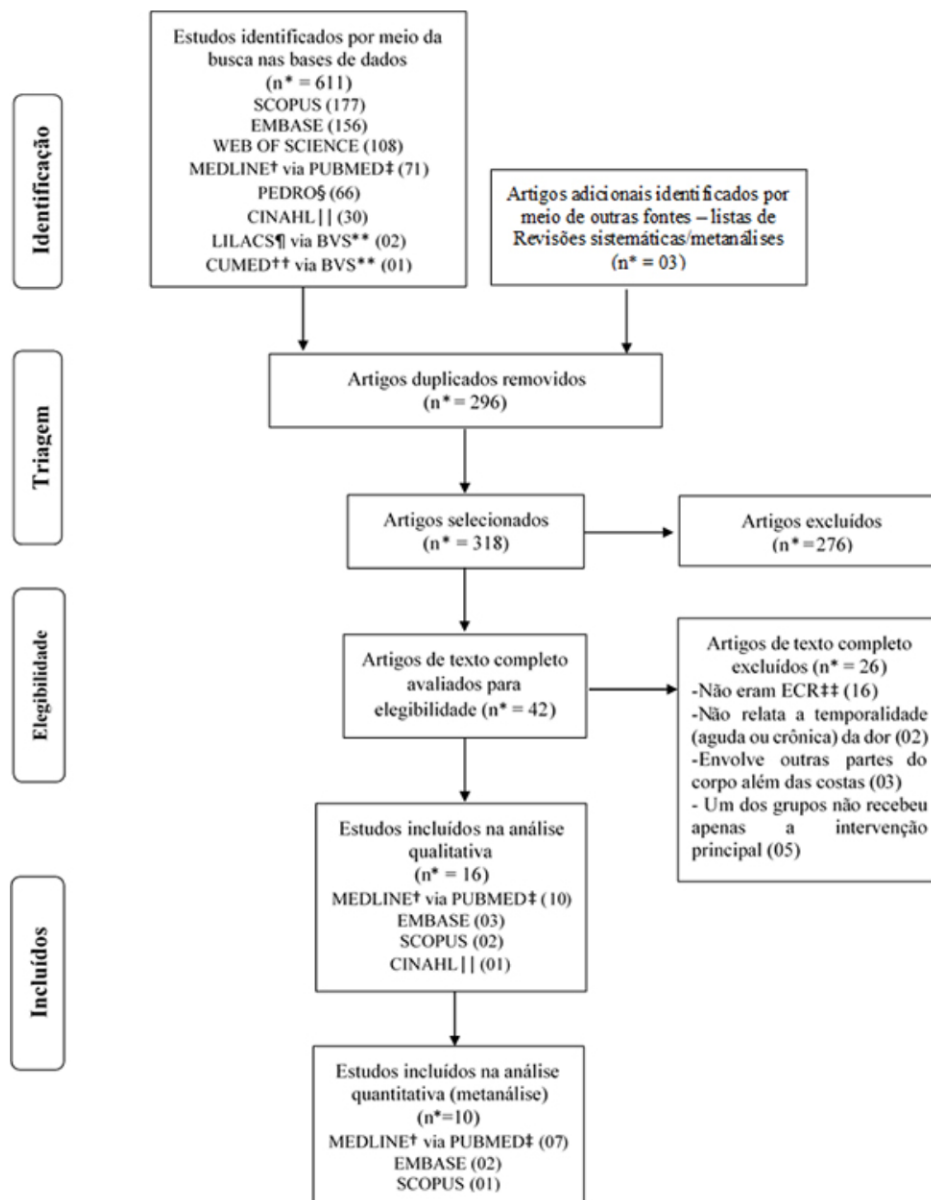 Identificação
Estudos identificados por meio da
busca nas bases de dados
(n* = 611)
SCOPUS (177)
EMBASE (156)
WEB OF SCIENCE (108)
MEDLINE† via PUBMED‡ (71)
PEDRO§ (66)
CINAHL|| (30)
LILACS¶ via BVS** (02)
CUMED†† via BVS** (01)
Artigos adicionais identificados por
meio de outras fontes – listas de
Revisões sistemáticas/metanálises
(n* = 03)
Triagem
Artigos duplicados removidos
(n* = 296)
Artigos selecionados
(n* = 318)
Artigos excluídos
(n* =276)
Elegibilidade
Artigos de texto completo
avaliados para
elegibilidade (n* = 42)
Artigos de texto completo
excluídos (n* = 26)
-Não eram ECR‡‡ (16)
-Não relata a temporalidade
(aguda ou crônica) da dor (02)
-Envolve outras partes do
corpo além das costas (03)
- Um dos grupos não recebeu
apenas a intervenção
principal (05)
Incluídos
Estudos incluídos na análise
qualitativa
(n* = 16)
MEDLINE† via PUBMED‡ (10)
EMBASE (03)
SCOPUS (02)
CINAHL|| (01)
Estudos incluídos na análise
quantitativa (metanálise)
(n*=10)
MEDLINE† via PUBMED‡ (07)
EMBASE (02)
SCOPUS (01)